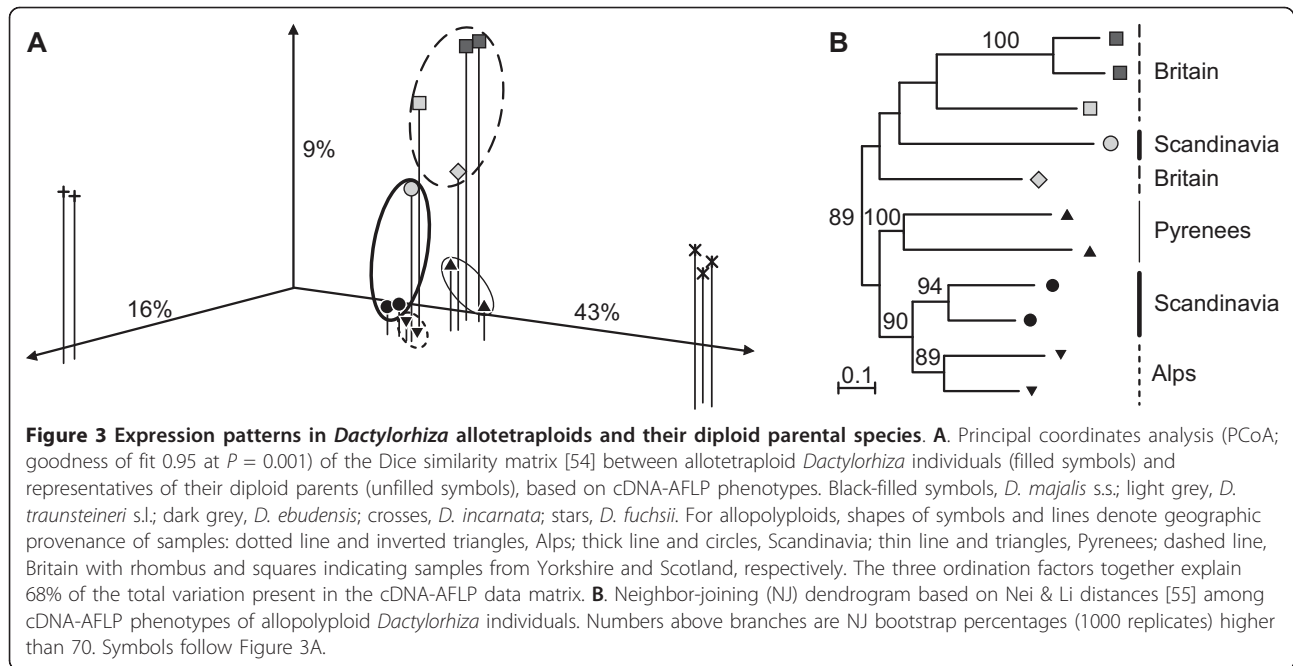 A
9%
16%
43%
B
100
Britain
Scandinavia
Britain
89
100
Pyrenees
94
Scandinavia
90
89
0.1
Alps
Figure 3 Expression patterns in Dactylorhiza allotetraploids and their diploid parental species. A. Principal coordinates analysis (PCoA;
goodness of fit 0.95 at P = 0.001) of the Dice similarity matrix [54] between allotetraploid Dactylorhiza individuals (filled symbols) and
representatives of their diploid parents (unfilled symbols), based on cDNA-AFLP phenotypes. Black-filled symbols, D. majalis s.s.; light grey, D.
traunsteineri s.l.; dark grey, D. ebudensis; crosses, D. incarnata; stars, D. fuchsii. For allopolyploids, shapes of symbols and lines denote geographic
provenance of samples: dotted line and inverted triangles, Alps; thick line and circles, Scandinavia; thin line and triangles, Pyrenees; dashed line,
Britain with rhombus and squares indicating samples from Yorkshire and Scotland, respectively. The three ordination factors together explain
68% of the total variation present in the cDNA-AFLP data matrix. B. Neighbor-joining (NJ) dendrogram based on Nei & Li distances [55] among
cDNA-AFLP phenotypes of allopolyploid Dactylorhiza individuals. Numbers above branches are NJ bootstrap percentages (1000 replicates) higher
than 70. Symbols follow Figure 3A.